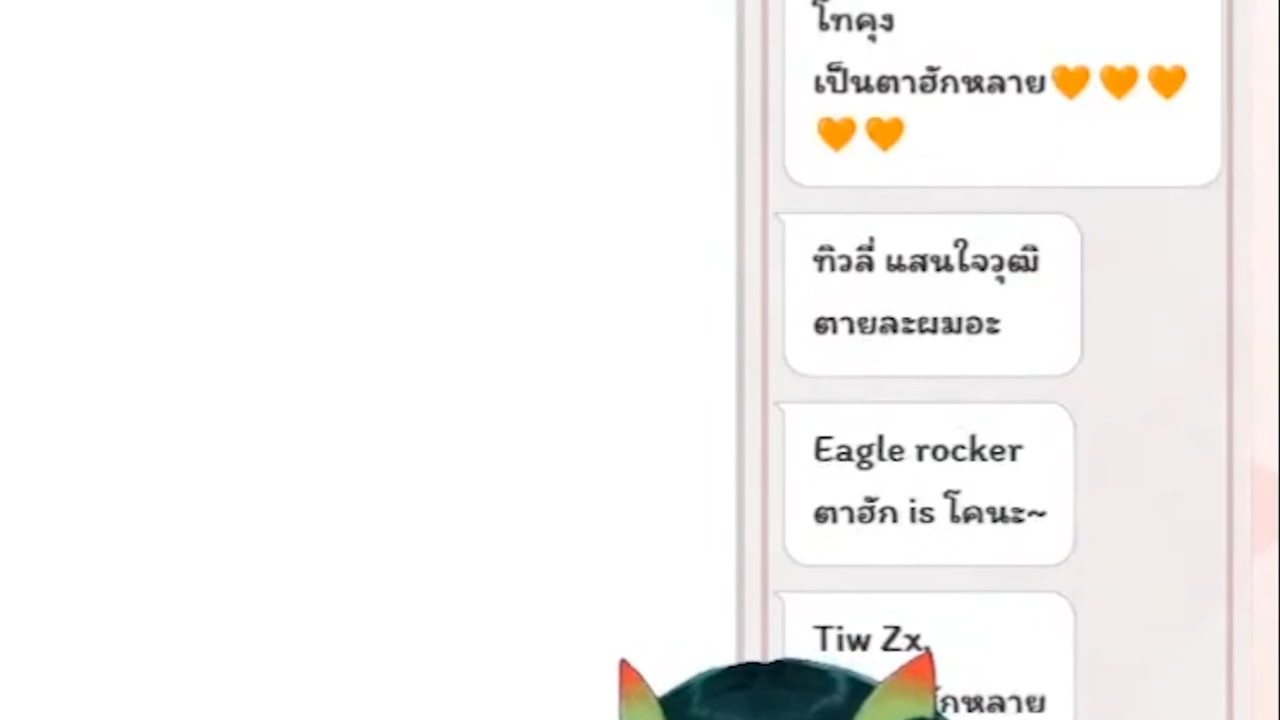 โทคุง
เป็นตาฮักหลาย🧡🧡🧡
🧡🧡
ทิวลี่ แสนใจวุฒิ
ตายละผมอะ
Eagle rocker
ตาฮัก is โคนะ~
Tiw Zx.